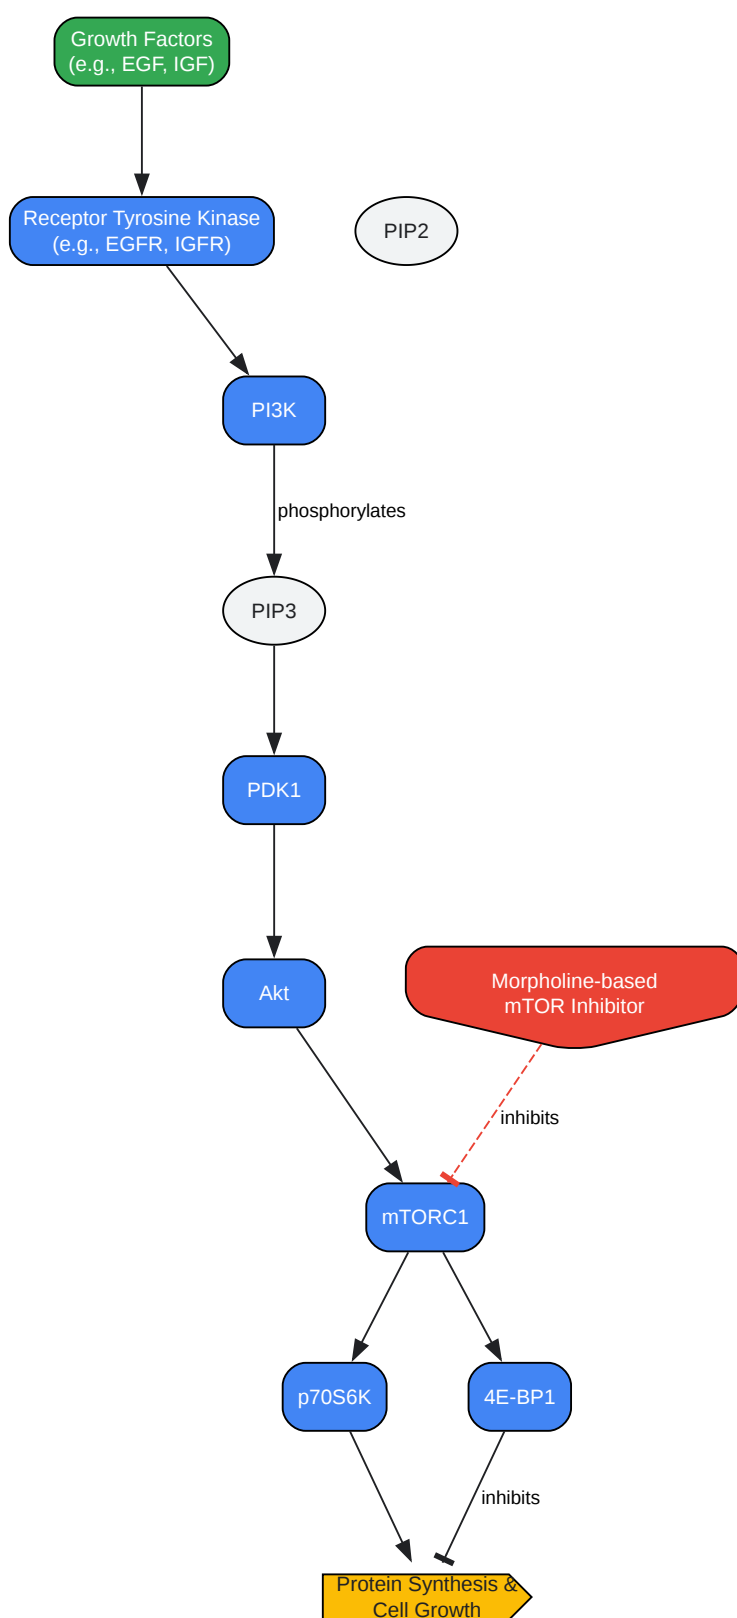 Growth Factors
(e.g., EGF, IGF)
Receptor Tyrosine Kinase
(e.g., EGFR, IGFR)
PIP2
PI3K
phosphorylates
PIP3
PDK1
Akt
Morpholine-based
mTOR Inhibitor
inhibits
mTORC1
p70S6K
4E-BP1
inhibits
Protein Synthesis &
Cell Growth